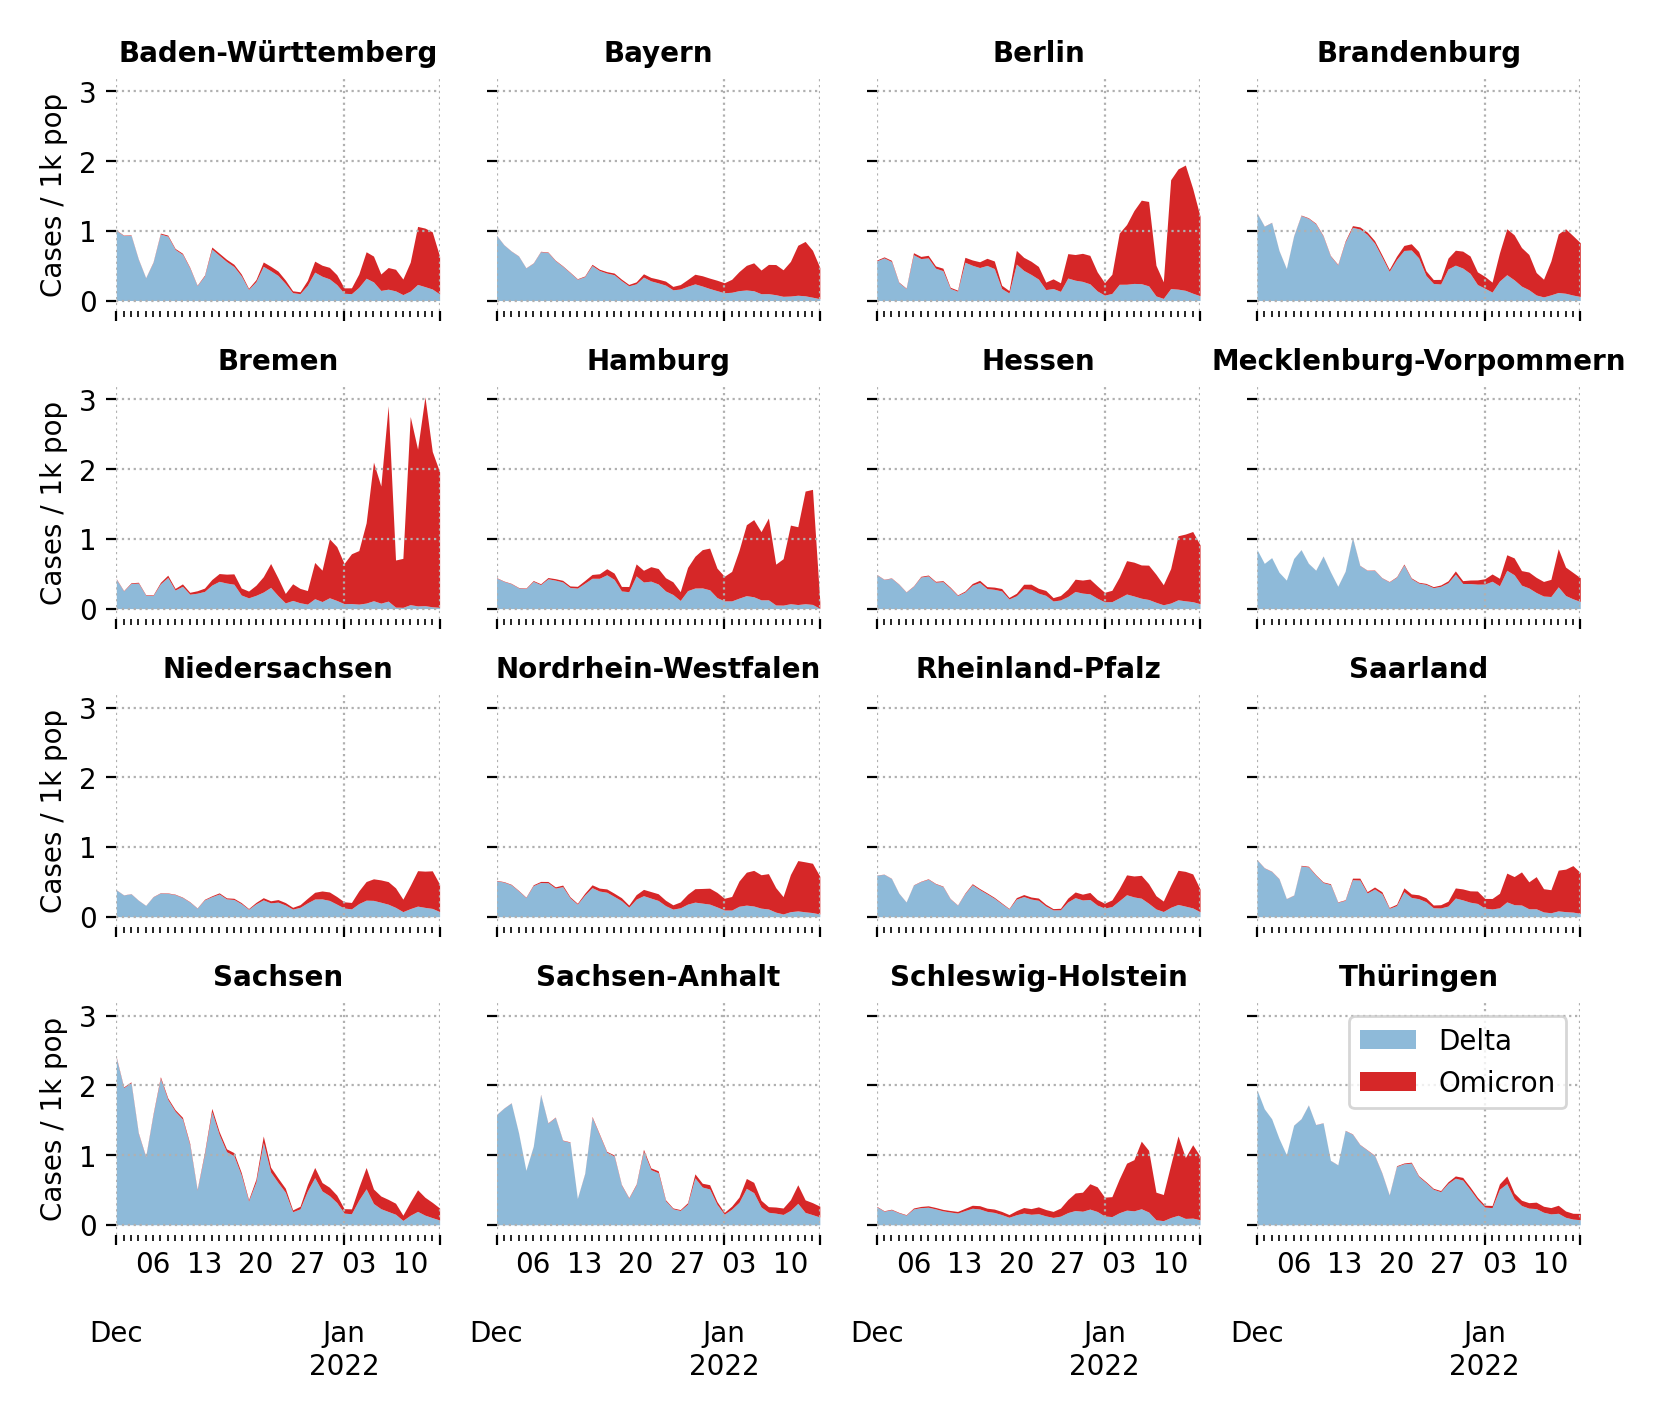 Baden-Württemberg Bayern Berlin Brandenburg
Cases / 1k pop
3
2
1
0
Bremen Hamburg Hessen Mecklenburg-Vorpommern
Cases / 1k pop
3
2
1
0
Niedersachsen Nordrhein-Westfalen Rheinland-Pfalz Saarland
Cases / 1k pop
3
2
1
0
Sachsen Sachsen-Anhalt Schleswig-Holstein Thüringen
Cases / 1k pop
3
2
1
0
Delta
Omicron
06 13 20 27 03 10 06 13 20 27 03 10 06 13 20 27 03 10 06 13 20 27 03 10
Dec Jan Dec Jan Dec Jan Dec Jan
2022 2022 2022 2022